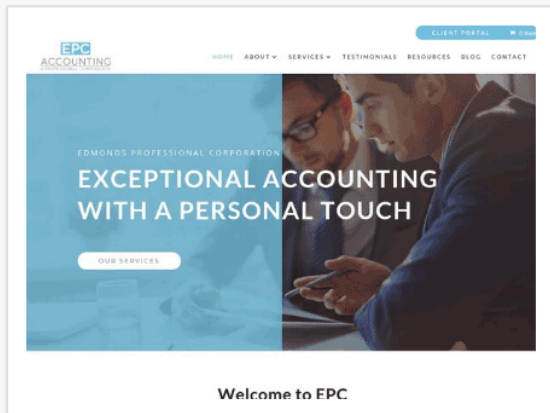 CLIENT PORTAL
EPC
ACCOUNTING
HOME ABOUT SERVICES TESTIMONIALS RESOURCES BLOG CONTACT
EDMONDS PROFESSIONAL CORPORATION
EXCEPTIONAL ACCOUNTING
WITH A PERSONAL TOUCH
OUR SERVICES
Welcome to EPC